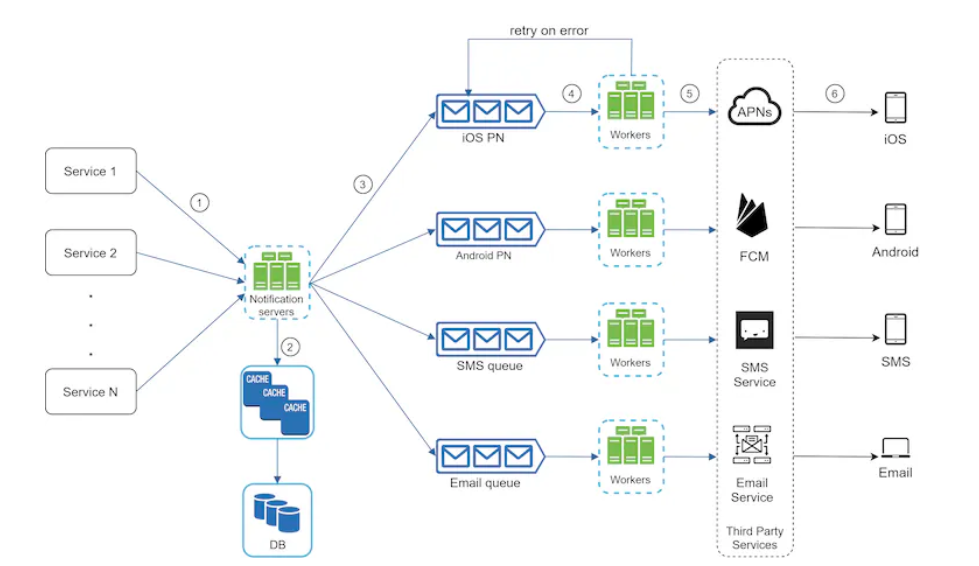 retry on error
4
5
6
APNs
iOS PN
Workers
iOS
Service 1
3
1
Service 2
Android PN
Workers
FCM
Android
Notification
servers
2
SMS queue
Workers
SMS
Service
SMS
Service N
CACHE
CACHE
CACHE
Email queue
Workers
Email
Service
Email
DB
Third Party
Services